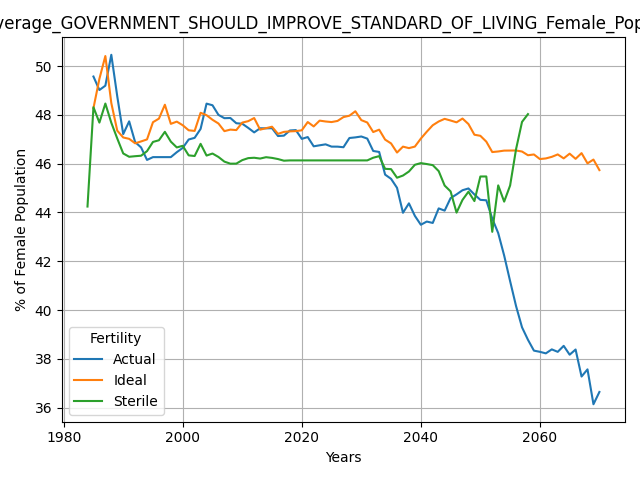 verage_GOVERNMENT_SHOULD_IMPROVE_STANDARD_OF_LIVING_Female_Pop
50
48
46
44
42
40
38
36
% of Female Population
Fertility
Actual
Ideal
Sterile
1980
2000
2020
2040
2060
Years